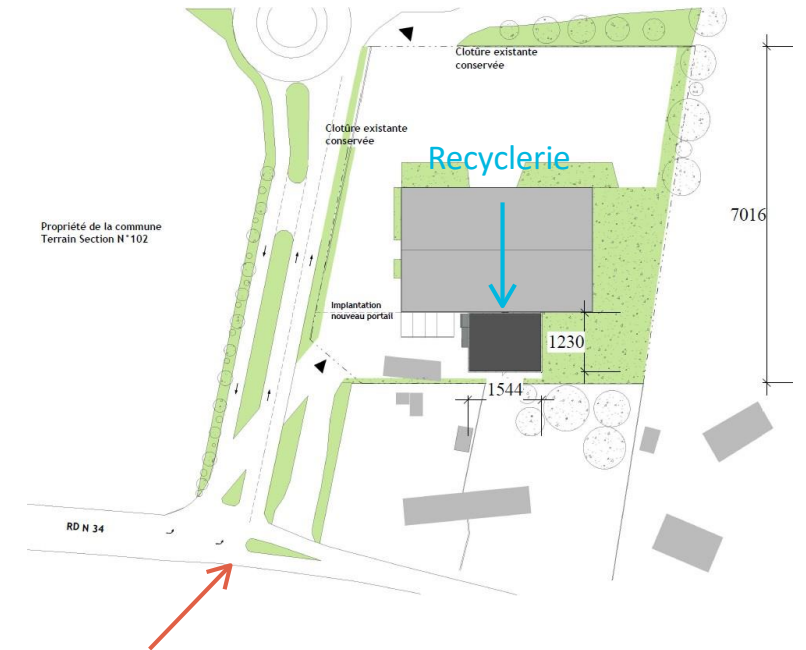 Clotûre existante
conservée
Clotûre existante
conservée
Recyclerie
7016
Propriété de la commune
Terrain Section N°102
Implantation
nouveau portail
1230
1544
RD N 34